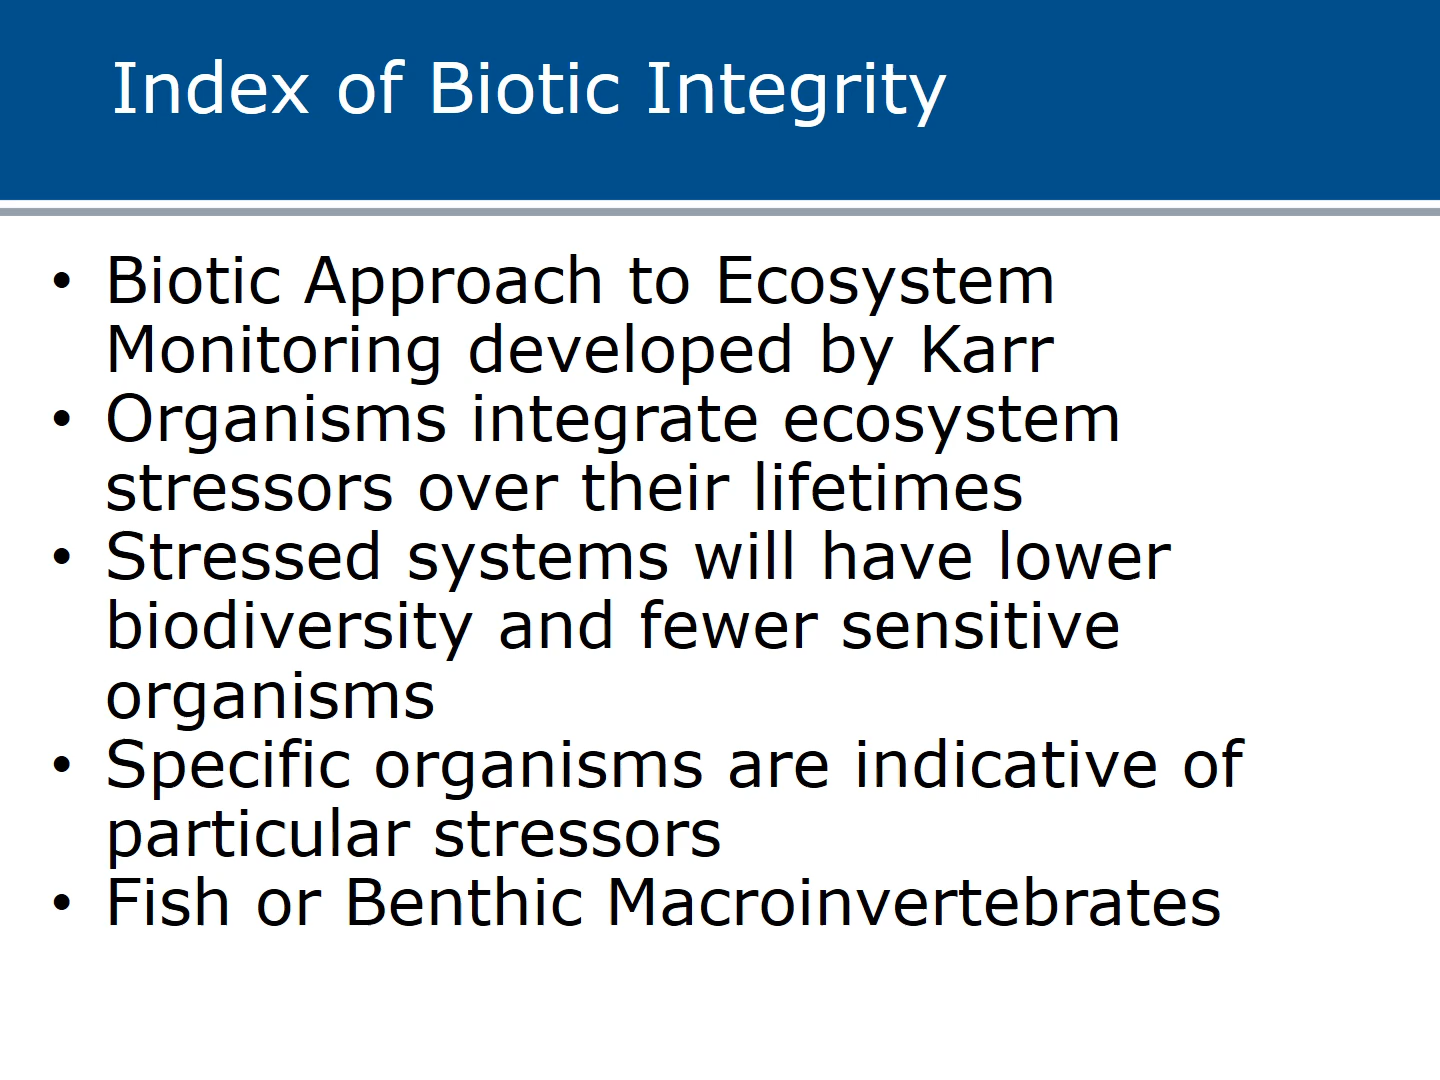 Index of Biotic Integrity
• Biotic Approach to Ecosystem
Monitoring developed by Karr
• Organisms integrate ecosystem
stressors over their lifetimes
• Stressed systems will have lower
biodiversity and fewer sensitive
organisms
• Specific organisms are indicative of
particular stressors
• Fish or Benthic Macroinvertebrates